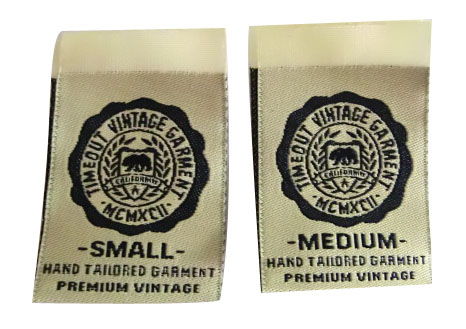 TIMEOUT VINTAGE GARMENT
CALIFORNIA
·MCMXCII·
-SMALL-
HAND TAILORED GARMENT
PREMIUM VINTAGE
TIMEOUT VINTAGE GARMENT
CALIFORNIA
·MCMXCII·
-MEDIUM-
HAND TAILORED GARMENT
PREMIUM VINTAGE